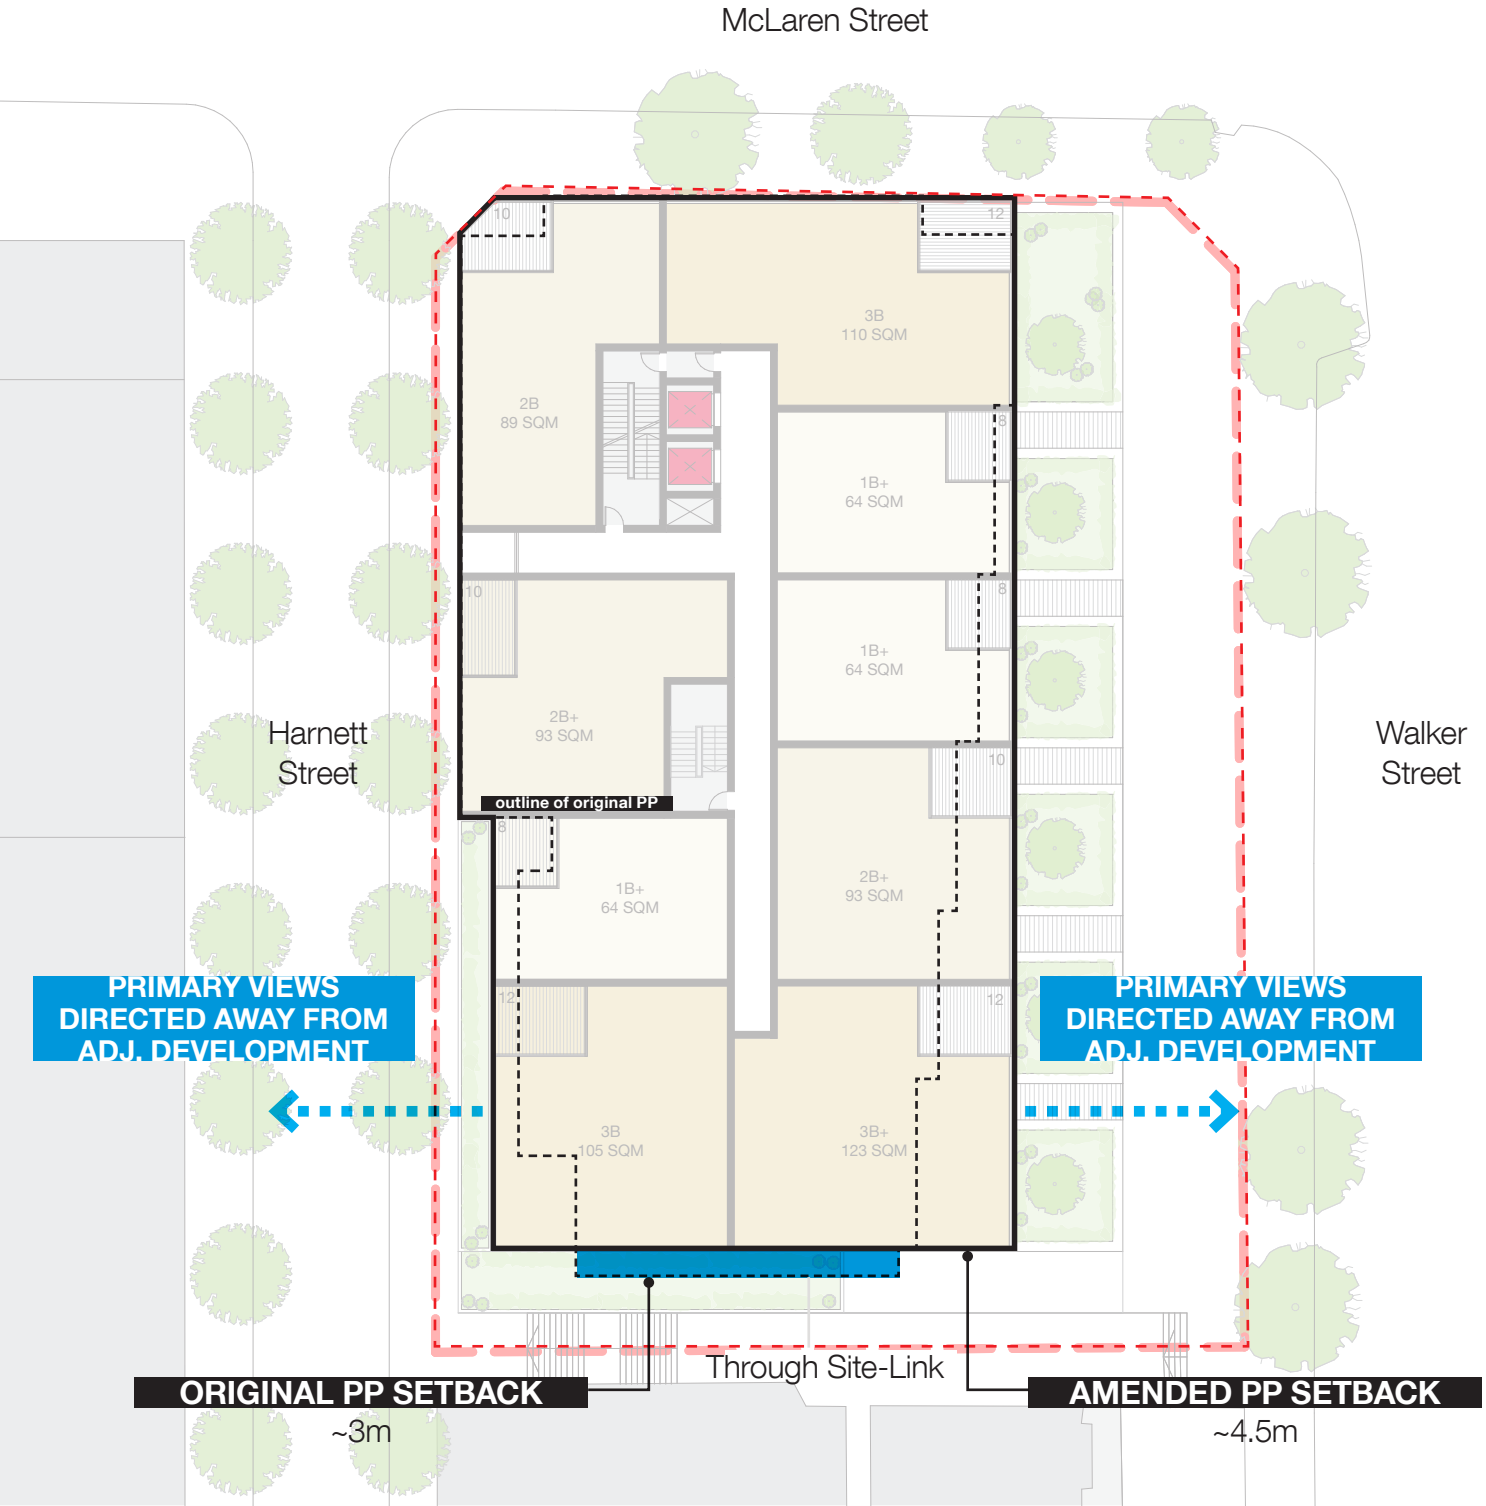 McLaren Street
10
12
3B
110 SQM
2B
89 SQM
8
1B+
64 SQM
10
8
1B+
64 SQM
2B+
93 SQM
Harnett
Street
Walker
Street
10
outline of original PP
8
2B+
93 SQM
1B+
64 SQM
PRIMARY VIEWS
DIRECTED AWAY FROM
ADJ. DEVELOPMENT
12
12
PRIMARY VIEWS
DIRECTED AWAY FROM
ADJ. DEVELOPMENT
3B
105 SQM
3B+
123 SQM
Through Site-Link
ORIGINAL PP SETBACK
~3m
AMENDED PP SETBACK
~4.5m